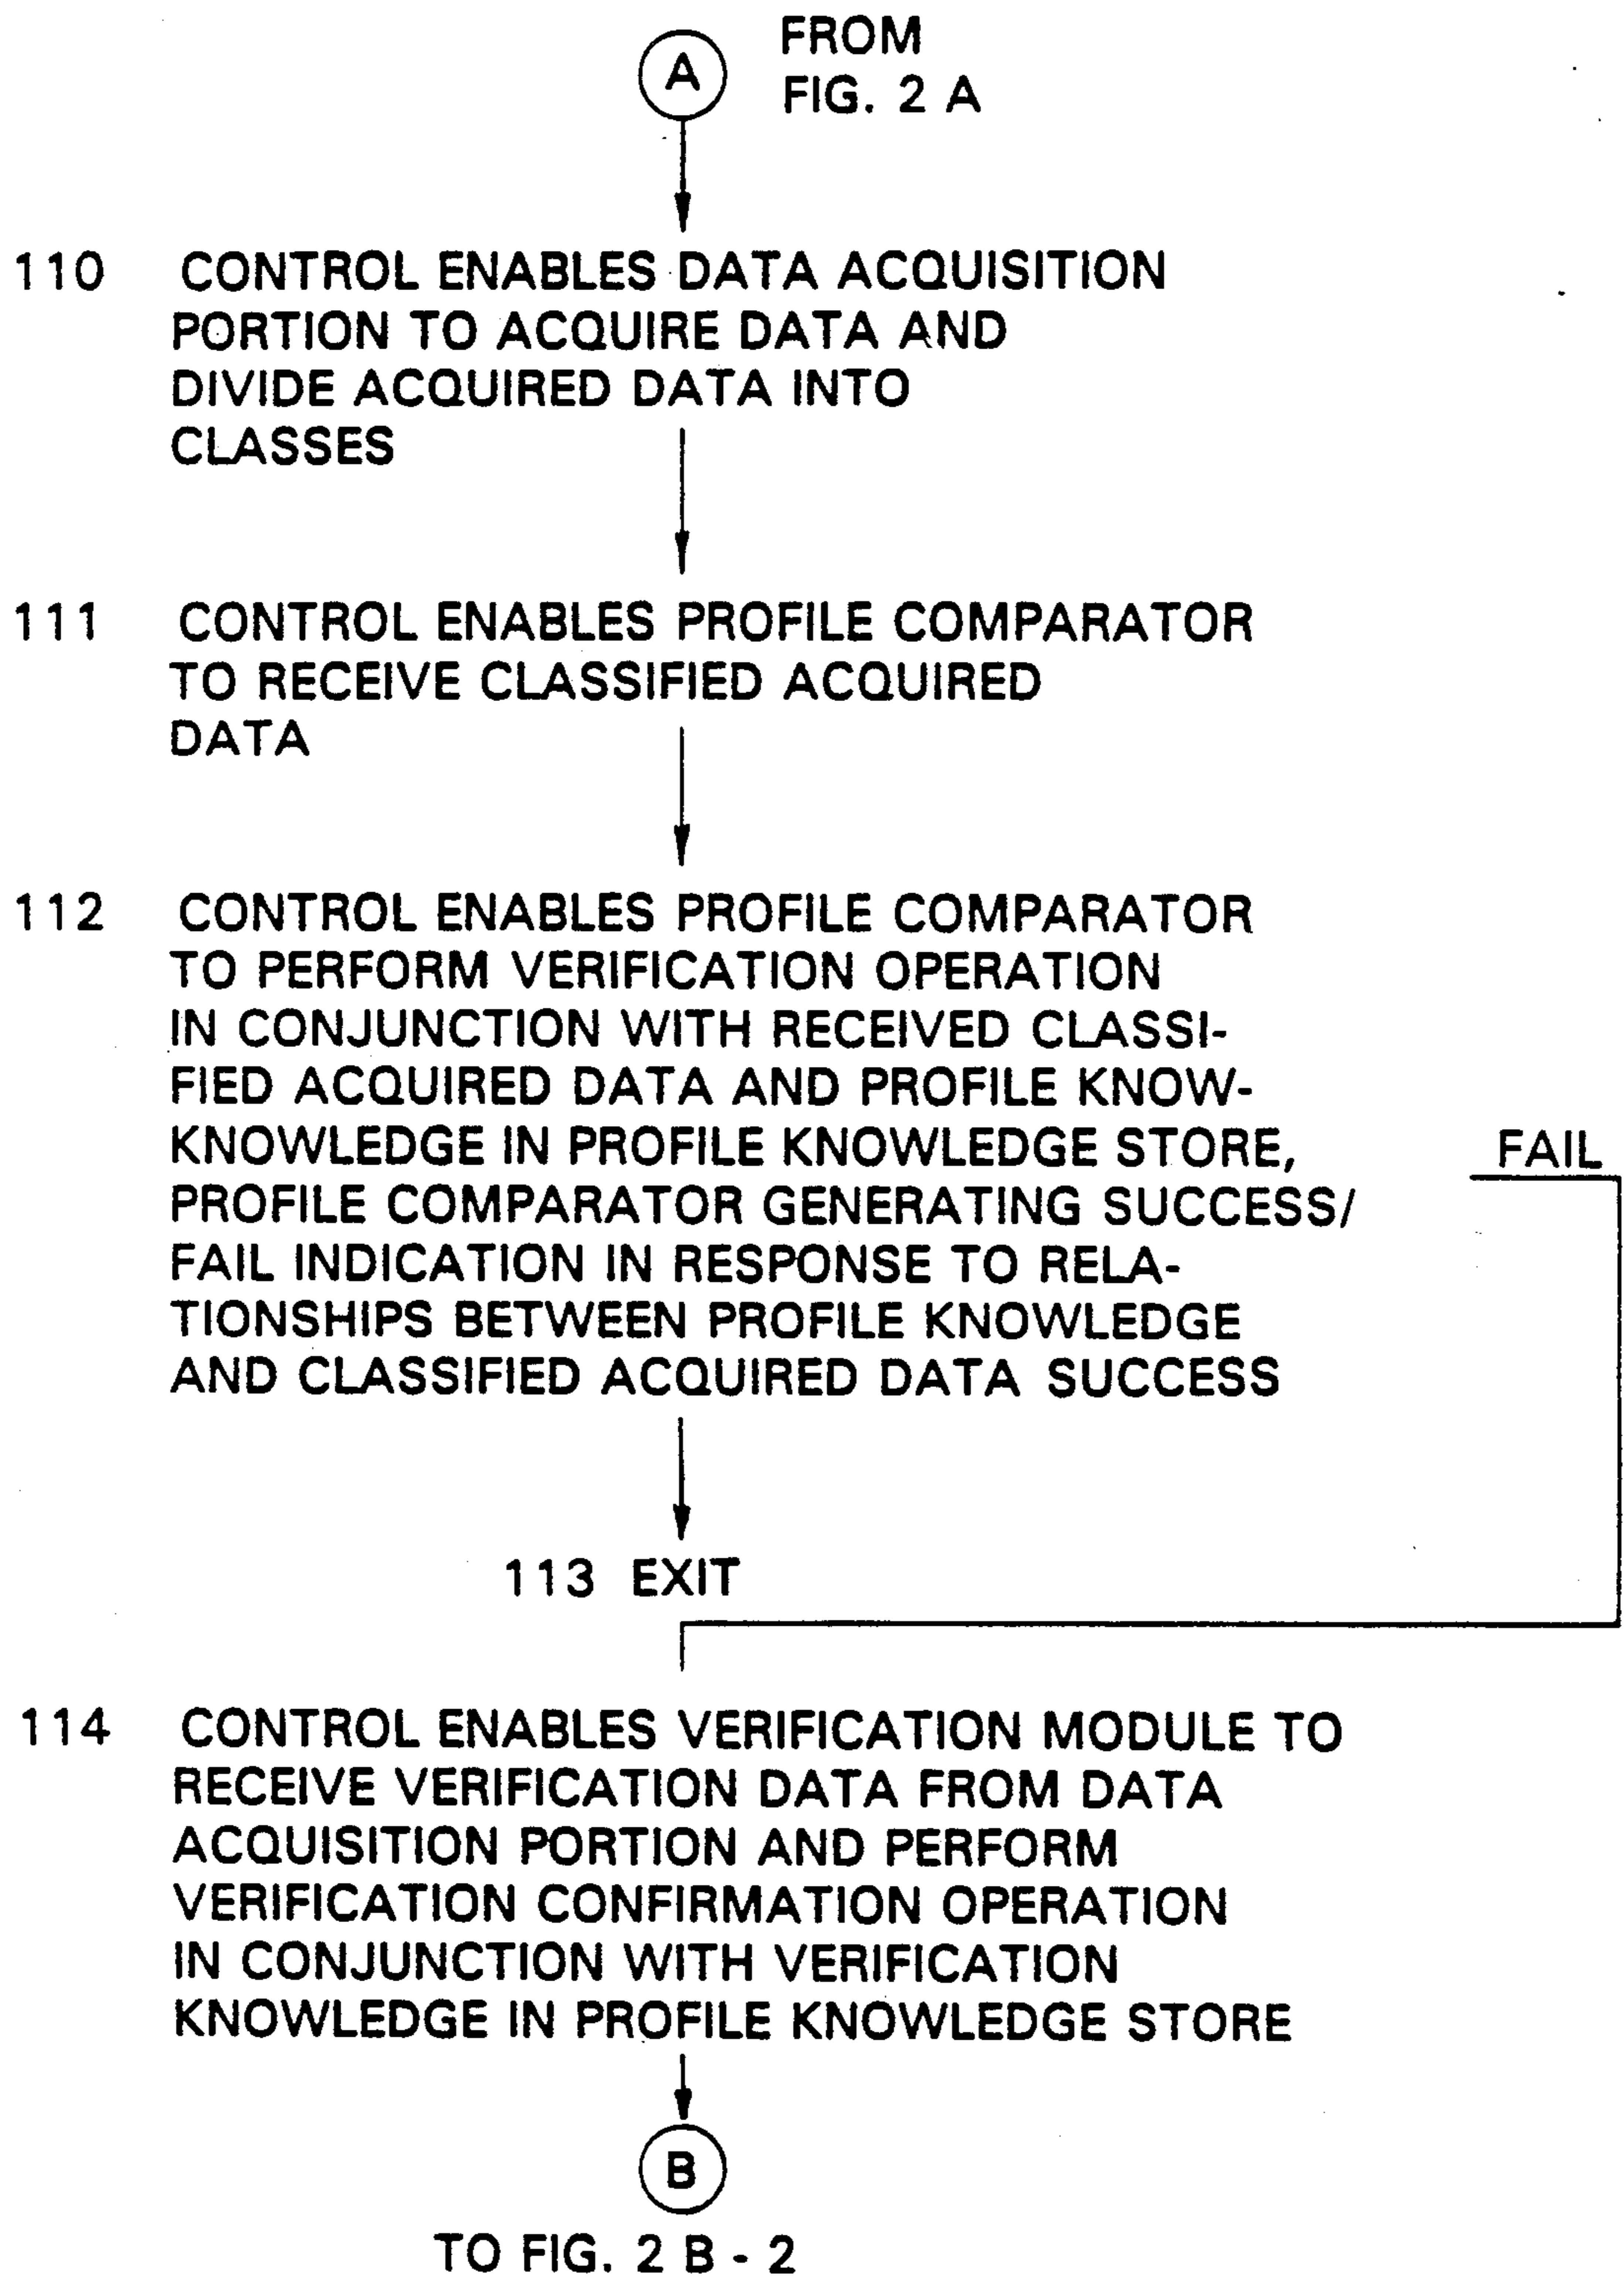 A
FROM
FIG. 2 A
110 CONTROL ENABLES DATA ACQUISITION
PORTION TO ACQUIRE DATA AND
DIVIDE ACQUIRED DATA INTO
CLASSES
111 CONTROL ENABLES PROFILE COMPARATOR
TO RECEIVE CLASSIFIED ACQUIRED
DATA
112 CONTROL ENABLES PROFILE COMPARATOR
TO PERFORM VERIFICATION OPERATION
IN CONJUNCTION WITH RECEIVED CLASSI-
FIED ACQUIRED DATA AND PROFILE KNOW-
KNOWLEDGE IN PROFILE KNOWLEDGE STORE,
FAIL
PROFILE COMPARATOR GENERATING SUCCESS/
FAIL INDICATION IN RESPONSE TO RELA-
TIONSHIPS BETWEEN PROFILE KNOWLEDGE
AND CLASSIFIED ACQUIRED DATA SUCCESS
113 EXIT
114 CONTROL ENABLES VERIFICATION MODULE TO
RECEIVE VERIFICATION DATA FROM DATA
ACQUISITION PORTION AND PERFORM
VERIFICATION CONFIRMATION OPERATION
IN CONJUNCTION WITH VERIFICATION
KNOWLEDGE IN PROFILE KNOWLEDGE STORE
B
TO FIG. 2 B - 2